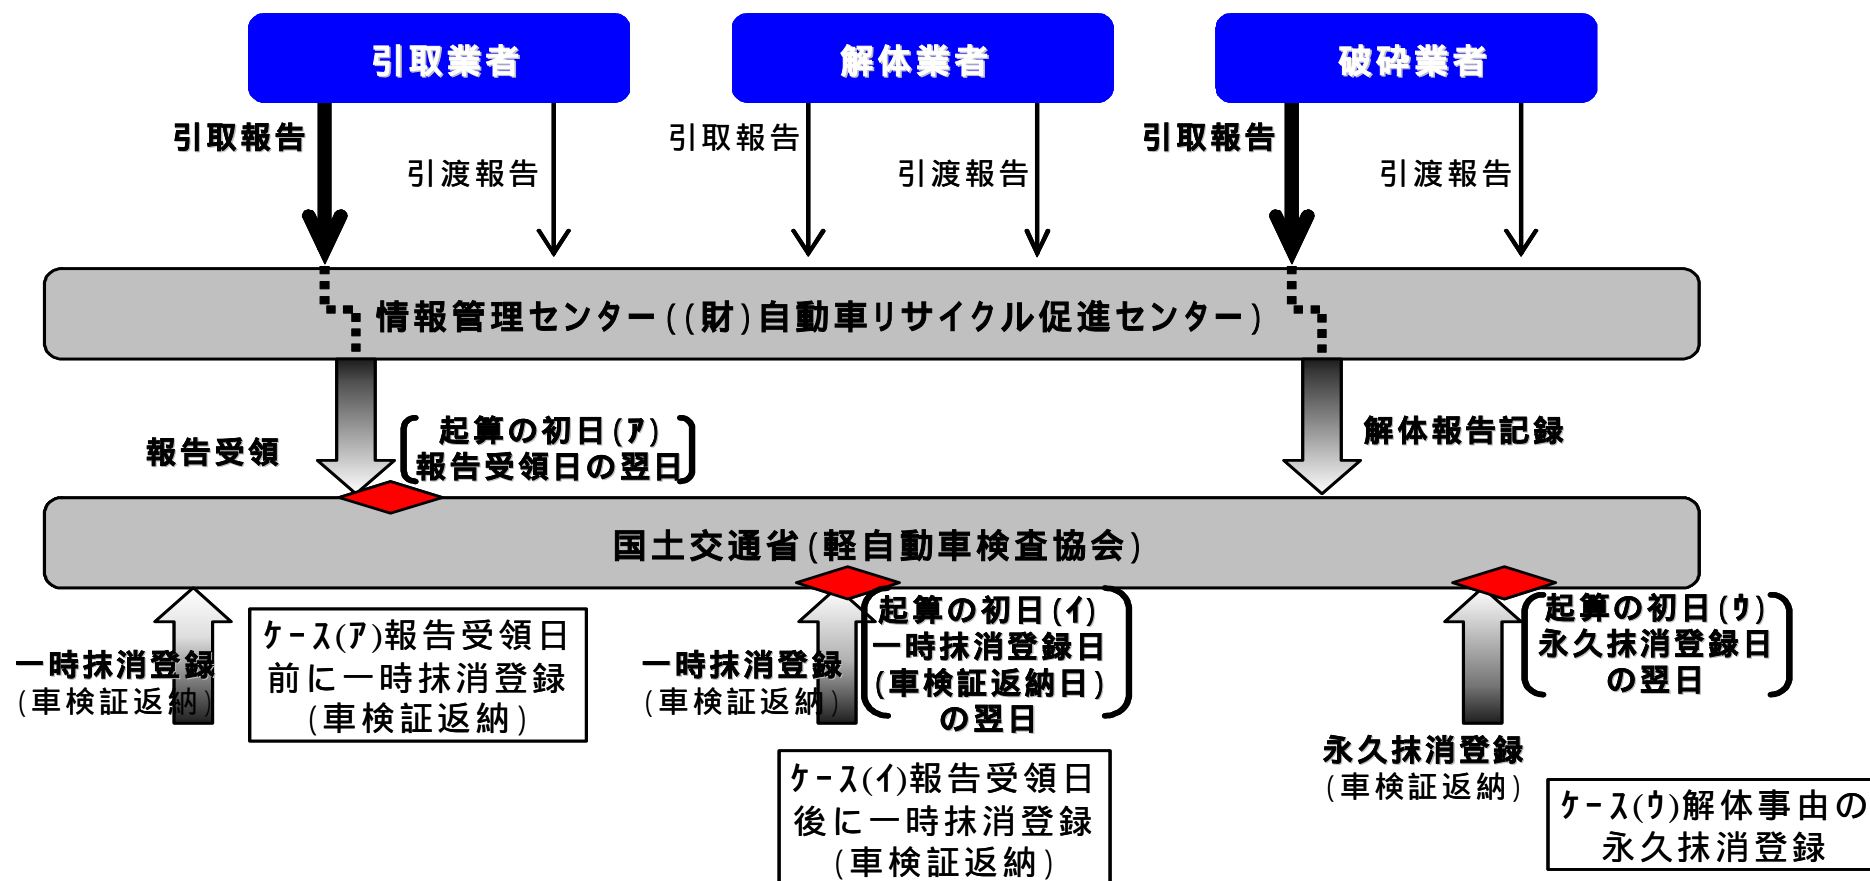 引取業者
解体業者
破砕業者
引取報告
引渡報告
引取報告
引渡報告
引取報告
引渡報告
情報管理センター((財)自動車リサイクル促進センター)
報告受領
起算の初日(ｱ)
報告受領日の翌日
解体報告記録
国土交通省(軽自動車検査協会)
一時抹消登録
(車検証返納)
ｹｰｽ(ｱ)報告受領日
前に一時抹消登録
(車検証返納)
一時抹消登録
(車検証返納)
起算の初日(ｲ)
一時抹消登録日
(車検証返納日)
の翌日
ｹｰｽ(ｲ)報告受領日
後に一時抹消登録
(車検証返納)
起算の初日(ｳ)
永久抹消登録日
の翌日
永久抹消登録
(車検証返納)
ｹｰｽ(ｳ)解体事由の
永久抹消登録